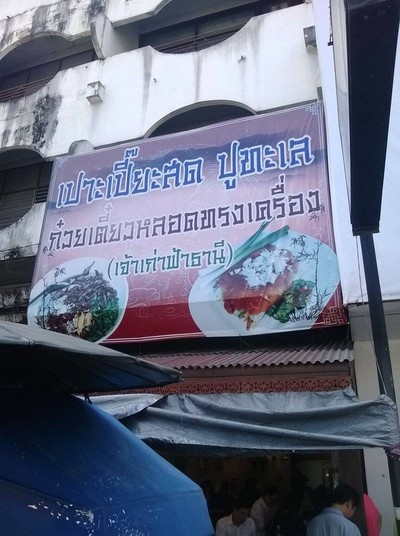 เปาะเปี๊ยะสด ปูทะเล
ก๋วยเตี๋ยวหลอดทรงเครื่อง
(เจ้าเก่าฟ้าธานี)